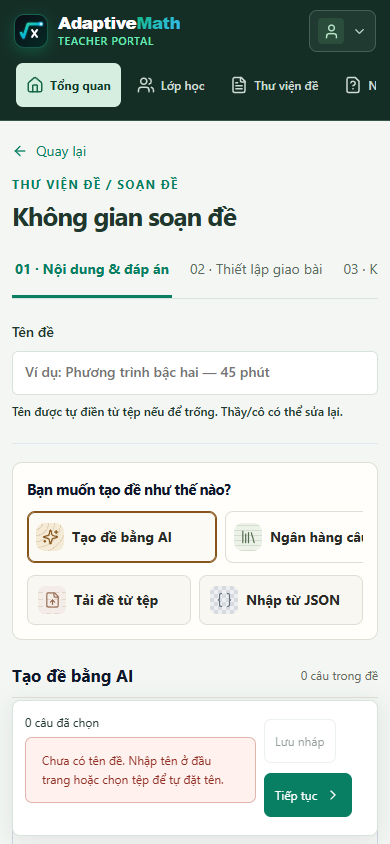 AdaptiveMath
TEACHER PORTAL
Tổng quan
Lớp học
Thư viện đề
N
Quay lại
THƯ VIỆN ĐỀ / SOẠN ĐỀ
Không gian soạn đề
01 · Nội dung & đáp án
02 · Thiết lập giao bài
03 · K
Tên đề
Ví dụ: Phương trình bậc hai — 45 phút
Tên được tự điền từ tệp nếu để trống. Thầy/cô có thể sửa lại.
Bạn muốn tạo đề như thế nào?
Tạo đề bằng AI
Ngân hàng câu
Tải đề từ tệp
Nhập từ JSON
Tạo đề bằng AI
0 câu trong đề
0 câu đã chọn
Chưa có tên đề. Nhập tên ở đầu
trang hoặc chọn tệp để tự đặt tên.
Lưu nháp
Tiếp tục